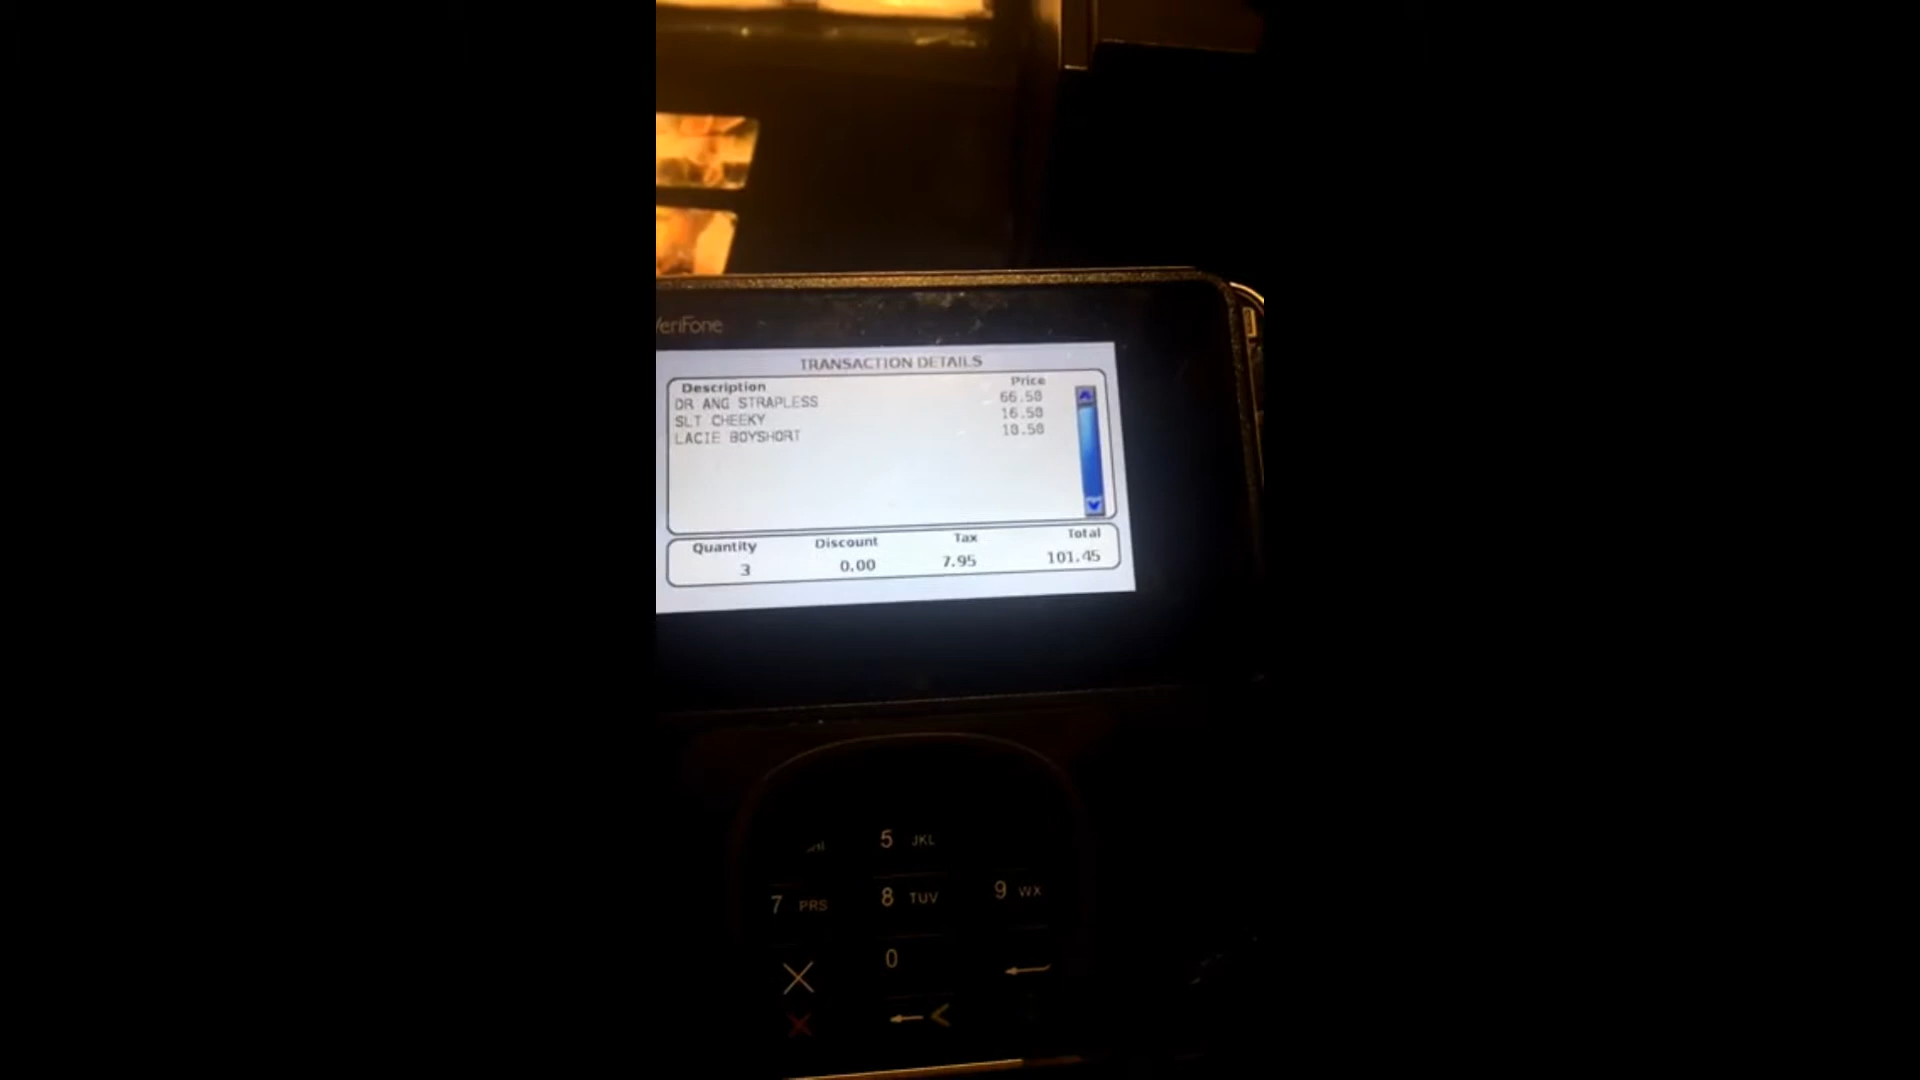 VeriFone
TRANSACTION DETAILS
Description Price
DR ANG STRAPLESS 66.50
SLT CHEEKY 16.50
LACIE BOYSHORT 10.50
Quantity Discount Tax Total
3 0.00 7.95 101.45
5 JKL
7 PRS 8 TUV 9 WX
0